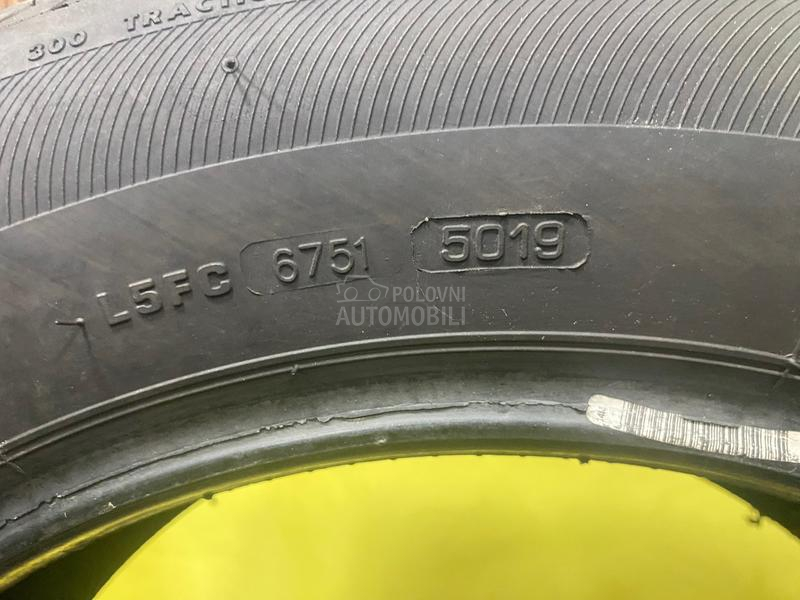 300 TRACTIO
L5FC 6751 5019
POLOVNI
AUTOMOBILI